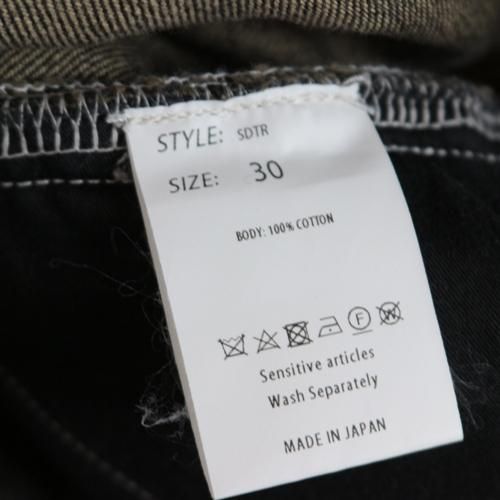 STYLE: SDTR
SIZE: 30
BODY: 100% COTTON
F W
Sensitive articles
Wash Separately
MADE IN JAPAN